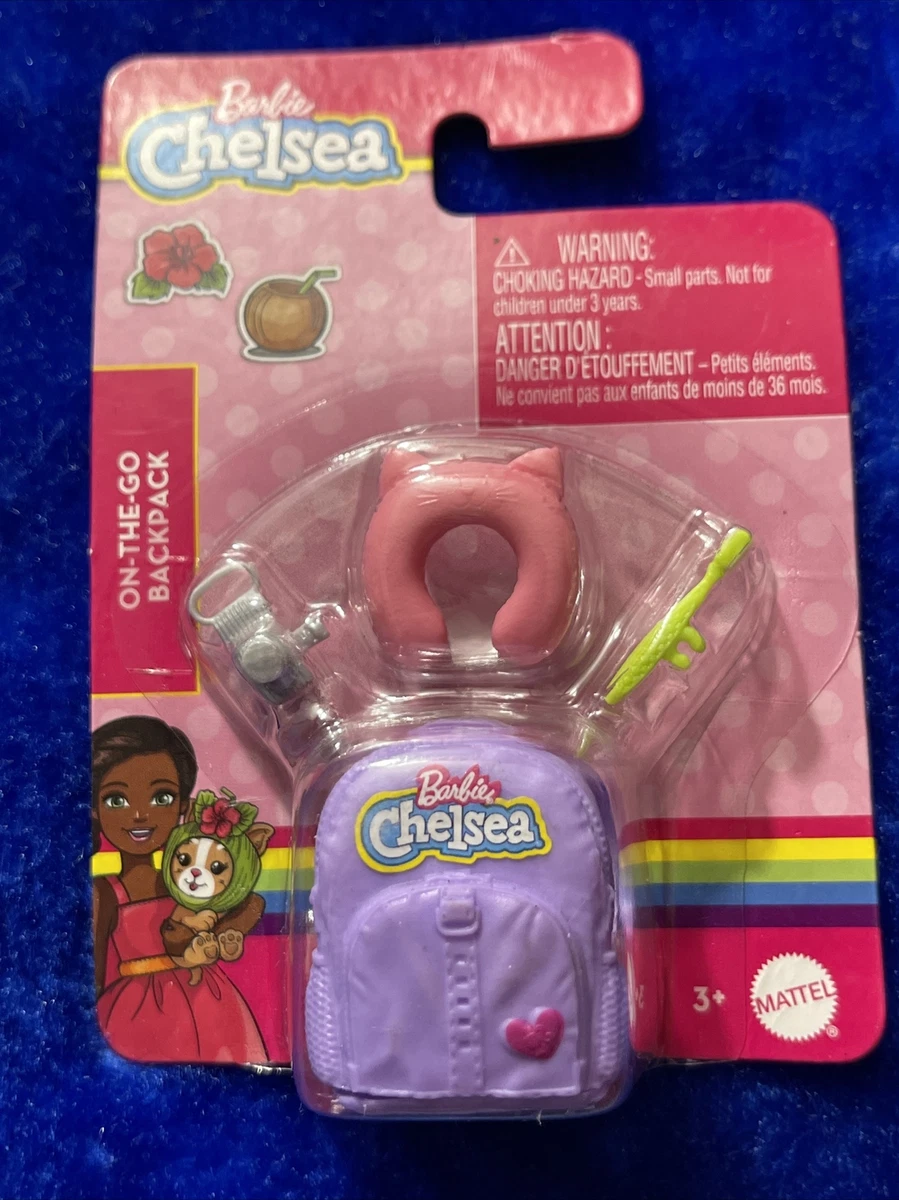 Barbie
Chelsea
WARNING:
CHOKING HAZARD - Small parts. Not for
children under 3 years.
ATTENTION :
DANGER D'ÉTOUFFEMENT – Petits éléments.
Ne convient pas aux enfants de moins de 36 mois.
ON-THE-GO
BACKPACK
Barbie
Chelsea
3+
MATTEL
®